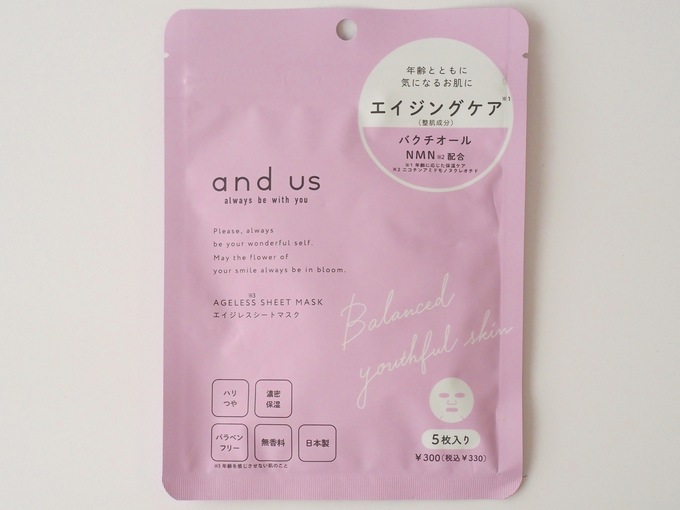 年齢とともに
気になるお肌に
エイジングケア※1
(整肌成分)
バクチオール
NMN※2 配合
※1 年齢に応じた保湿ケア
※2 ニコチンアミドモノヌクレオチド
and us
always be with you
Please, always
be your wonderful self.
May the flower of
your smile always be in bloom.
※3
AGELESS SHEET MASK
エイジレスシートマスク
Balanced
youthful skin
ハリ
つや
濃密
保湿
パラベン
フリー
無香料
日本製
※3 年齢を感じさせない肌のこと
5枚入り
¥300(税込¥330)